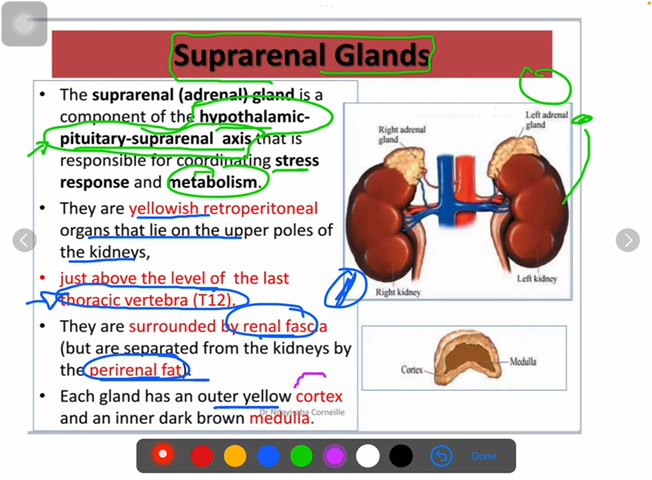 Suprarenal Glands
• The suprarenal (adrenal) gland is a
component of the hypothalamic-
pituitary-suprarenal axis that is
responsible for coordinating stress
response and metabolism.
• They are yellowish retroperitoneal
organs that lie on the upper poles of
the kidneys,
• just above the level of the last
thoracic vertebra (T12).
• They are surrounded by renal fascia
(but are separated from the kidneys by
the perirenal fat).
• Each gland has an outer yellow cortex
and an inner dark brown medulla.
Right adrenal
gland
Left adrenal
gland
Right kidney
Left kidney
Cortex
Medulla
Dr Ndayisaba Corneille
Done